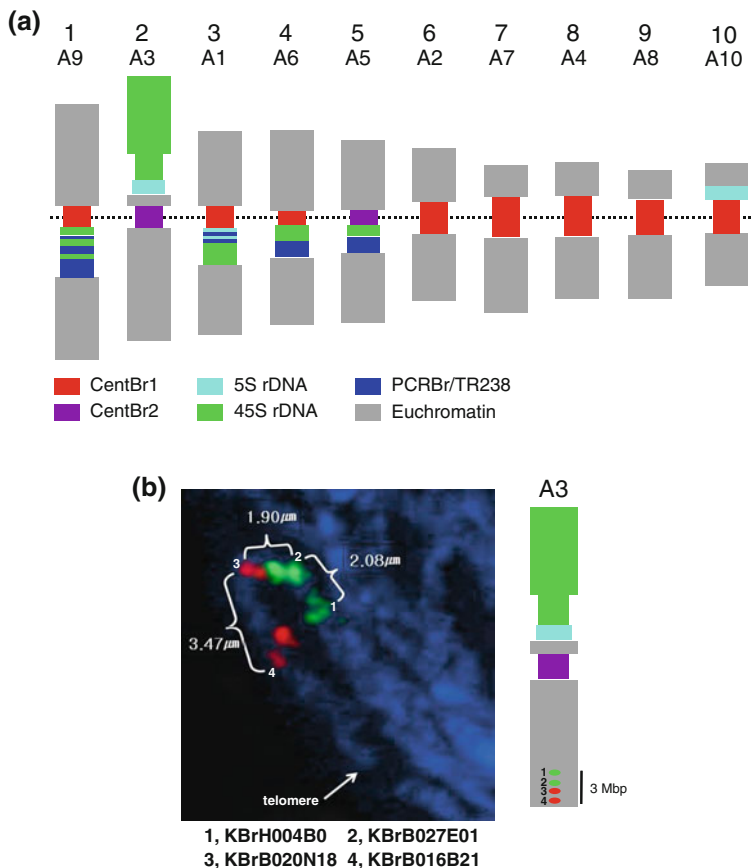 (a)
1 2 3 4 5 6 7 8 9 10
A9 A3 A1 A6 A5 A2 A7 A4 A8 A10
CentBr1 5S rDNA PCRBr/TR238
CentBr2 45S rDNA Euchromatin
(b)
A3
1.90㎛
3 2
2.08㎛
1
3.47㎛
4
telomere
1
2
3
4
3 Mbp
1, KBrH004B0 2, KBrB027E01
3, KBrB020N18 4, KBrB016B21